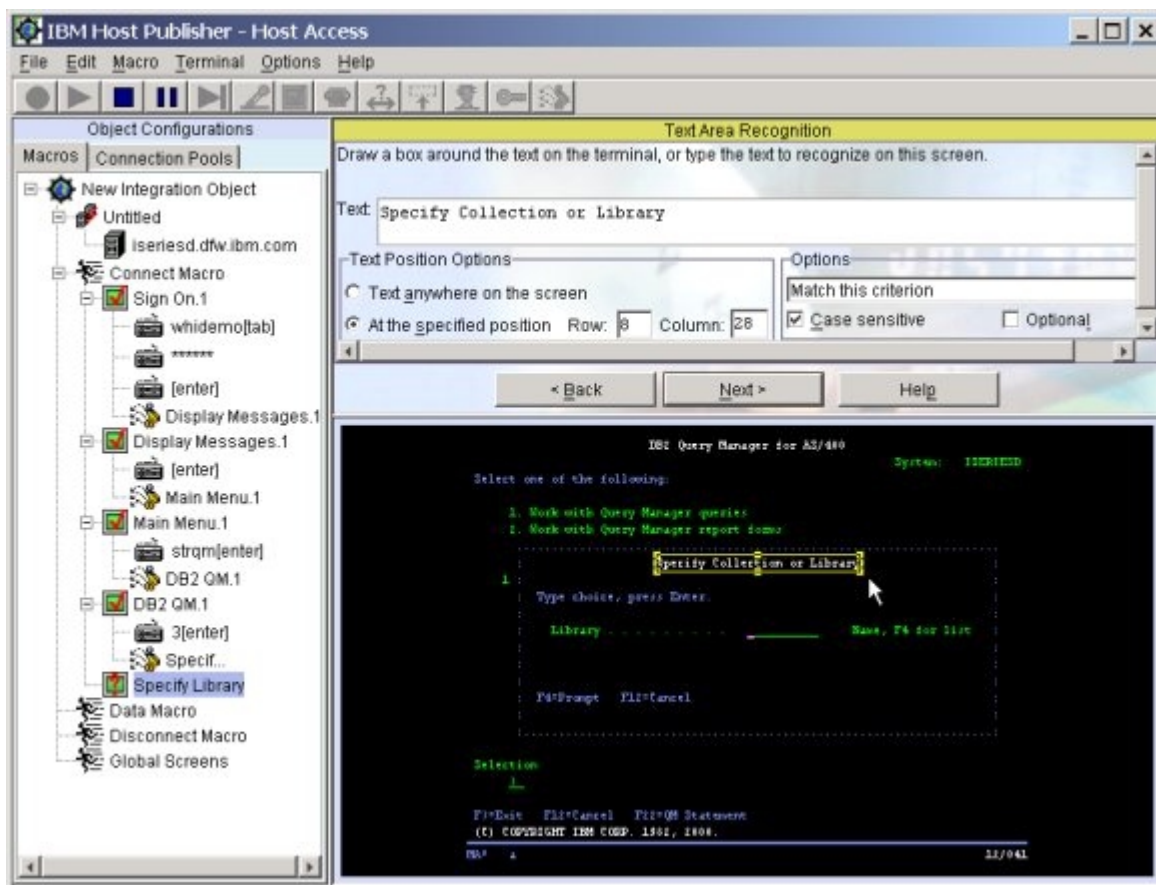 IBM Host Publisher - Host Access
File Edit Macro Terminal Options Help
Object Configurations
Macros Connection Pools
New Integration Object
Untitled
iseriesd.dfw.ibm.com
Connect Macro
Sign On.1
whidemo[tab]
******
[enter]
Display Messages.1
Display Messages.1
[enter]
Main Menu.1
Main Menu.1
strqm[enter]
DB2 QM.1
DB2 QM.1
3[enter]
Specif...
Specify Library
Data Macro
Disconnect Macro
Global Screens
Text Area Recognition
Draw a box around the text on the terminal, or type the text to recognize on this screen.
Text: Specify Collection or Library
Text Position Options
Text anywhere on the screen
At the specified position Row: 8 Column: 28
Options
Match this criterion
Case sensitive Optional
< Back Next > Help
DB2 Query Manager for AS/400
System: ISERIESD
Select one of the following:
1. Work with Query Manager queries
2. Work with Query Manager report forms
Specify Collection or Library
Type choice, press Enter.
Library . . . . . . . . . Name, F4 for list
F4=Prompt F12=Cancel
Selection
F3=Exit F12=Cancel F22=QM Statement
(C) COPYRIGHT IBM CORP. 1982, 2000.
MA* a 12/041